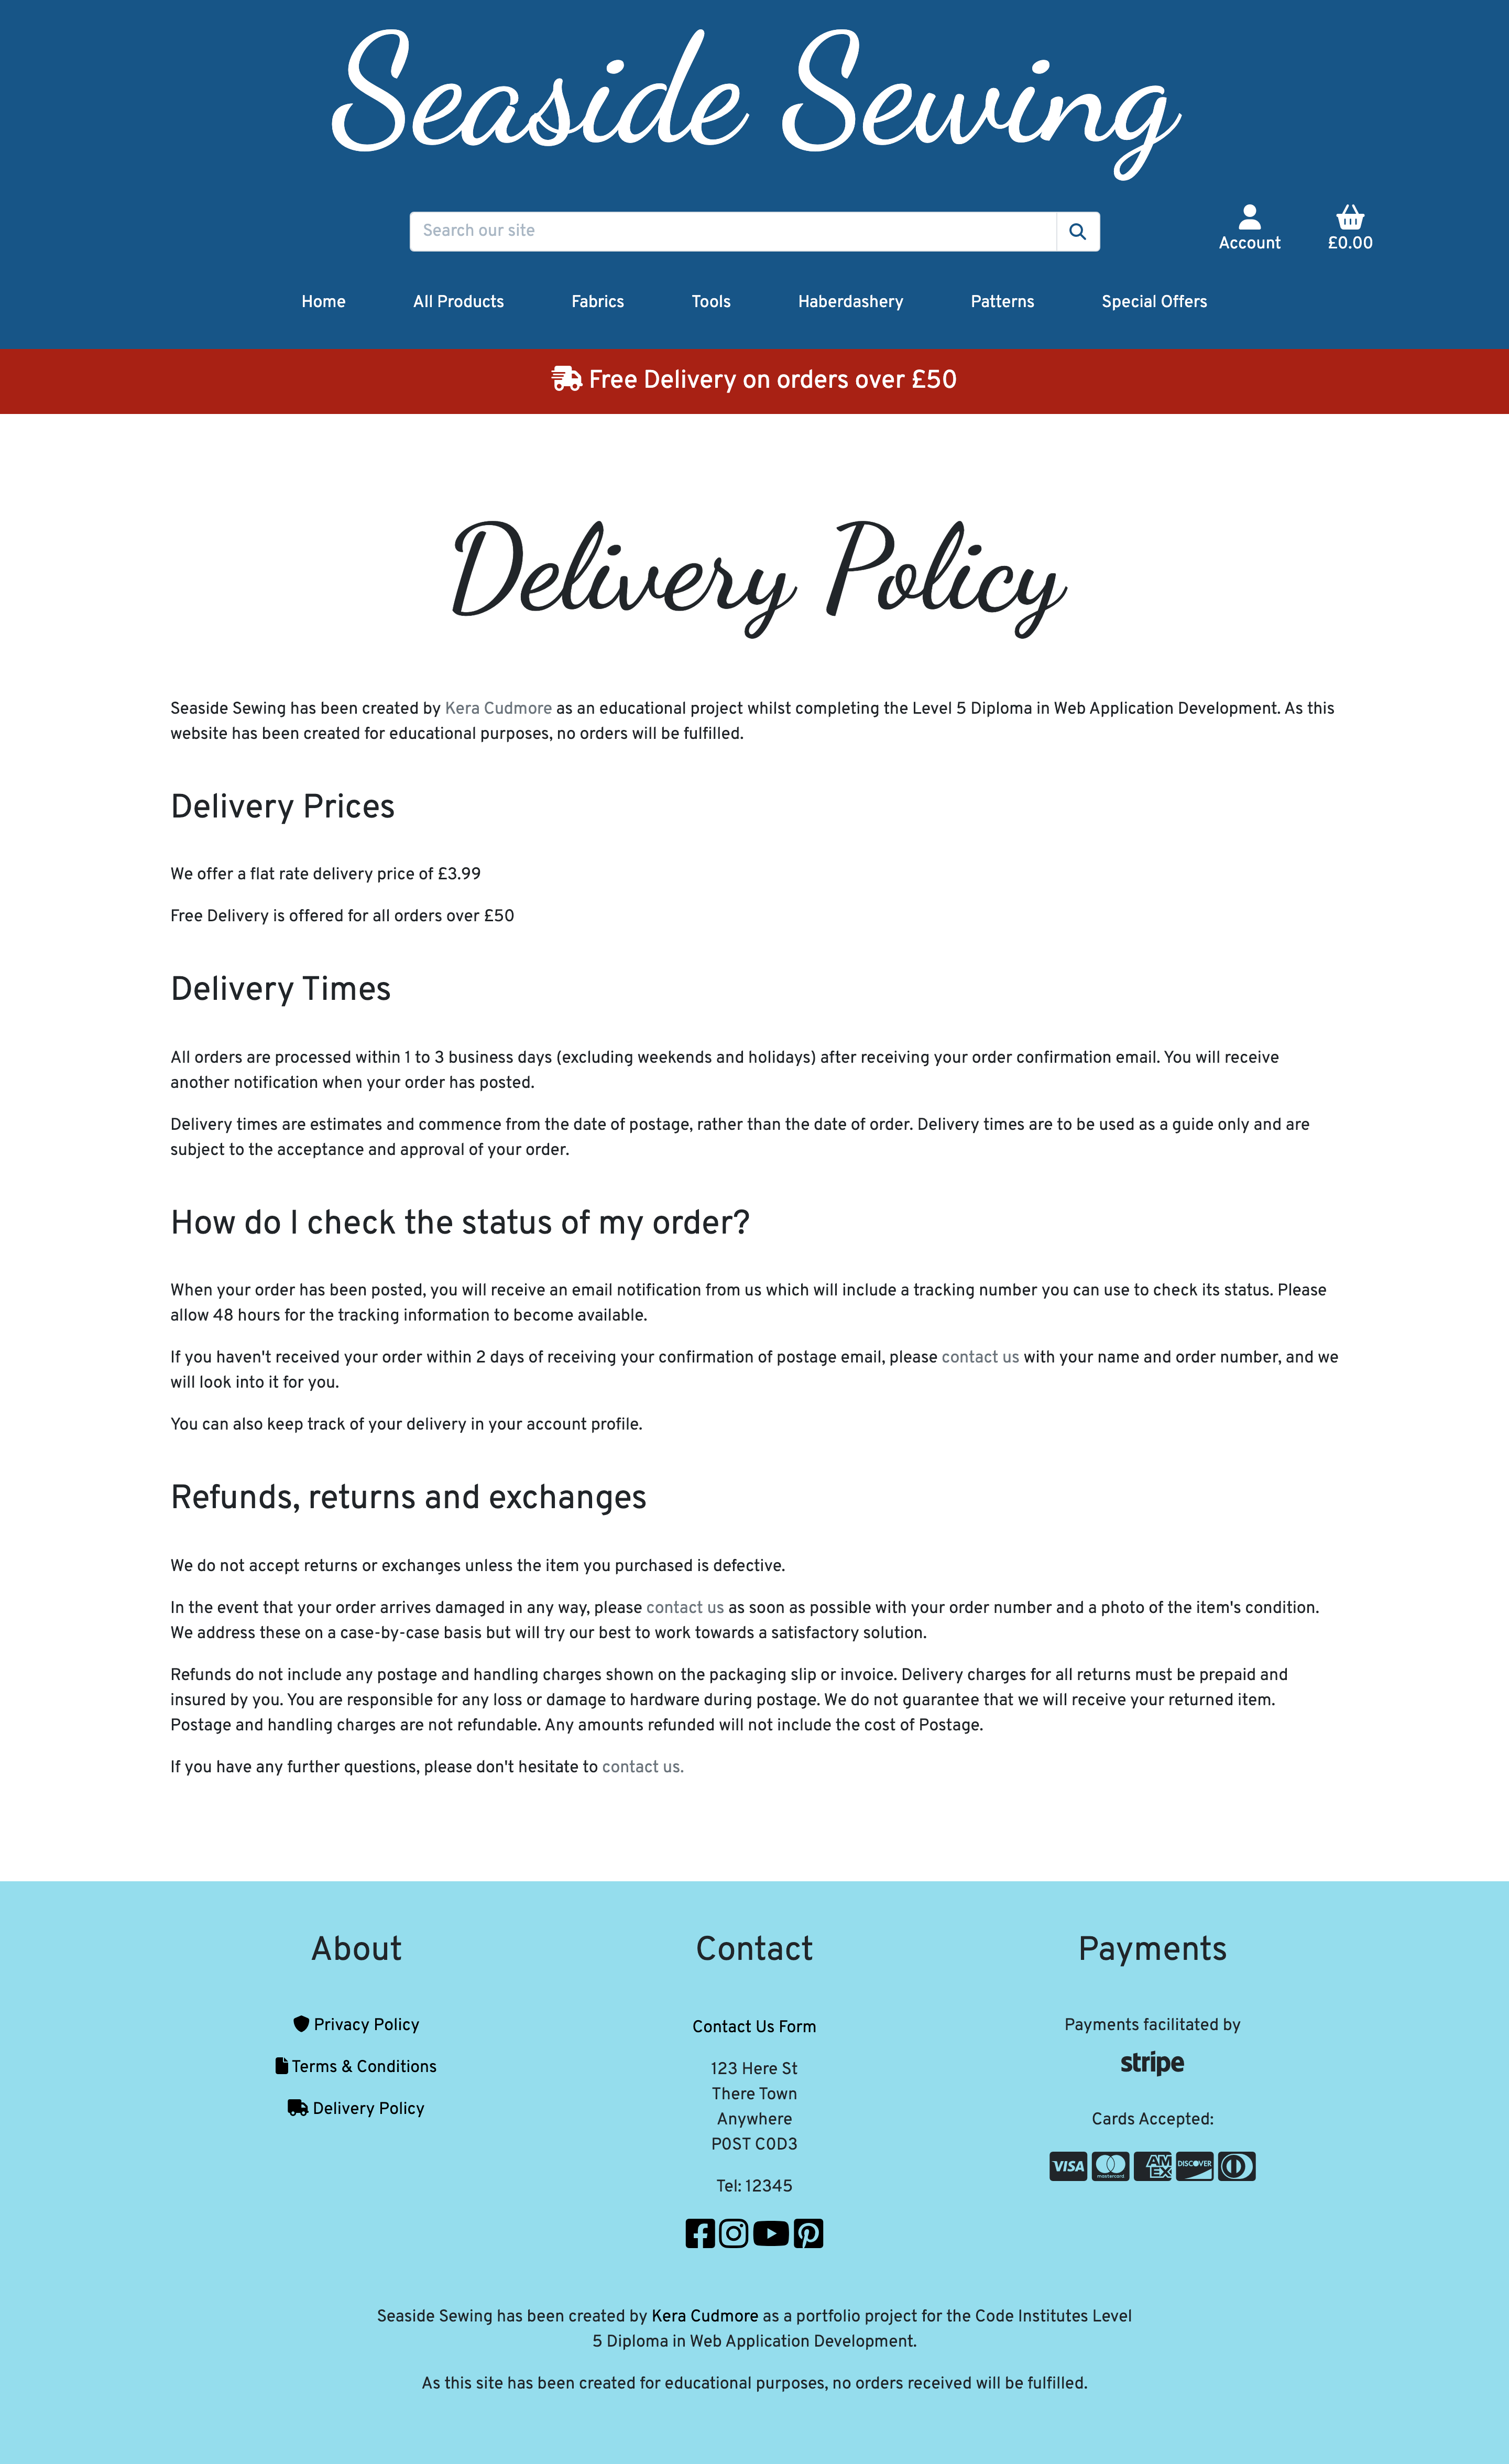 Seaside Sewing
Search our site
Account
£0.00
Home
All Products
Fabrics
Tools
Haberdashery
Patterns
Special Offers
Free Delivery on orders over £50
Delivery Policy
Seaside Sewing has been created by Kera Cudmore as an educational project whilst completing the Level 5 Diploma in Web Application Development. As this
website has been created for educational purposes, no orders will be fulfilled.
Delivery Prices
We offer a flat rate delivery price of £3.99
Free Delivery is offered for all orders over £50
Delivery Times
All orders are processed within 1 to 3 business days (excluding weekends and holidays) after receiving your order confirmation email. You will receive
another notification when your order has posted.
Delivery times are estimates and commence from the date of postage, rather than the date of order. Delivery times are to be used as a guide only and are
subject to the acceptance and approval of your order.
How do I check the status of my order?
When your order has been posted, you will receive an email notification from us which will include a tracking number you can use to check its status. Please
allow 48 hours for the tracking information to become available.
If you haven't received your order within 2 days of receiving your confirmation of postage email, please contact us with your name and order number, and we
will look into it for you.
You can also keep track of your delivery in your account profile.
Refunds, returns and exchanges
We do not accept returns or exchanges unless the item you purchased is defective.
In the event that your order arrives damaged in any way, please contact us as soon as possible with your order number and a photo of the item's condition.
We address these on a case-by-case basis but will try our best to work towards a satisfactory solution.
Refunds do not include any postage and handling charges shown on the packaging slip or invoice. Delivery charges for all returns must be prepaid and
insured by you. You are responsible for any loss or damage to hardware during postage. We do not guarantee that we will receive your returned item.
Postage and handling charges are not refundable. Any amounts refunded will not include the cost of Postage.
If you have any further questions, please don't hesitate to contact us.
About
Privacy Policy
Terms & Conditions
Delivery Policy
Contact
Contact Us Form
123 Here St
There Town
Anywhere
P0ST C0D3
Tel: 12345
Payments
Payments facilitated by
stripe
Cards Accepted:
VISA
mastercard
AM
EX
DISCOVER
Seaside Sewing has been created by Kera Cudmore as a portfolio project for the Code Institutes Level
5 Diploma in Web Application Development.
As this site has been created for educational purposes, no orders received will be fulfilled.